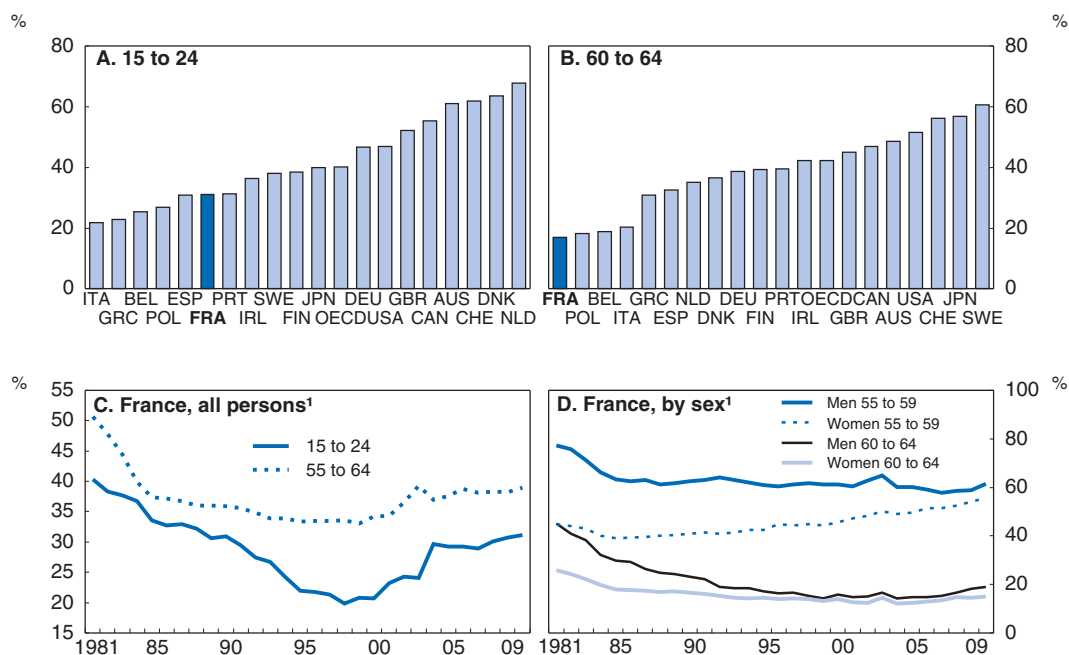 % %
80 A. 15 to 24 B. 60 to 64 80
60 60
40 40
20 20
0 0
ITA BEL ESP PRT SWE JPN DEU GBR AUS DNK
GRC POL FRA IRL FIN OECD USA CAN CHE NLD
FRA BEL GRC NLD DEU PRT OECD CAN USA JPN
POL ITA ESP DNK FIN IRL GBR AUS CHE SWE
% %
55 C. France, all persons¹
50
45
40
35
30
25
20
15
15 to 24
55 to 64
1981 85 90 95 00 05 09
D. France, by sex¹
Men 55 to 59
Women 55 to 59
Men 60 to 64
Women 60 to 64
100
80
60
40
20
0
1981 85 90 95 00 05 09